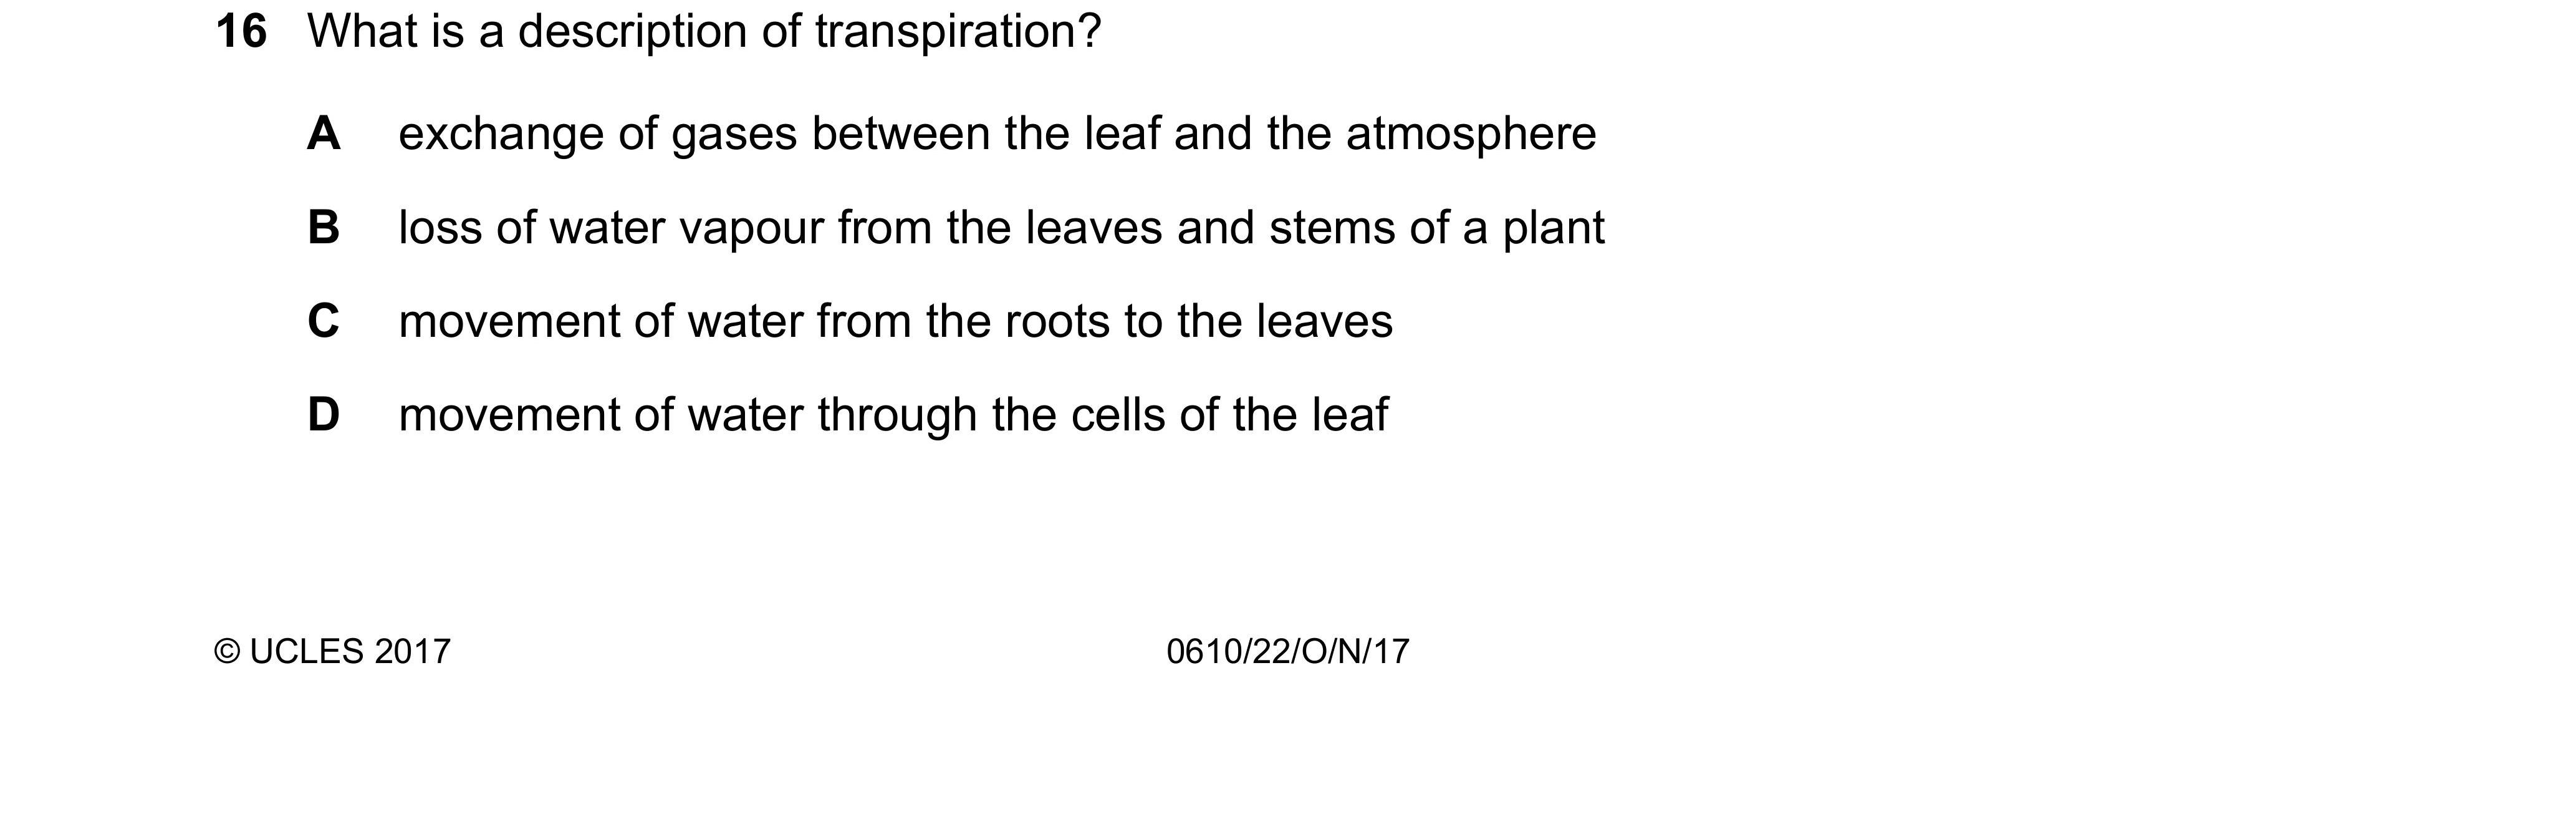 16 What is a description of transpiration?
A exchange of gases between the leaf and the atmosphere
B loss of water vapour from the leaves and stems of a plant
C movement of water from the roots to the leaves
D movement of water through the cells of the leaf
© UCLES 2017 0610/22/O/N/17